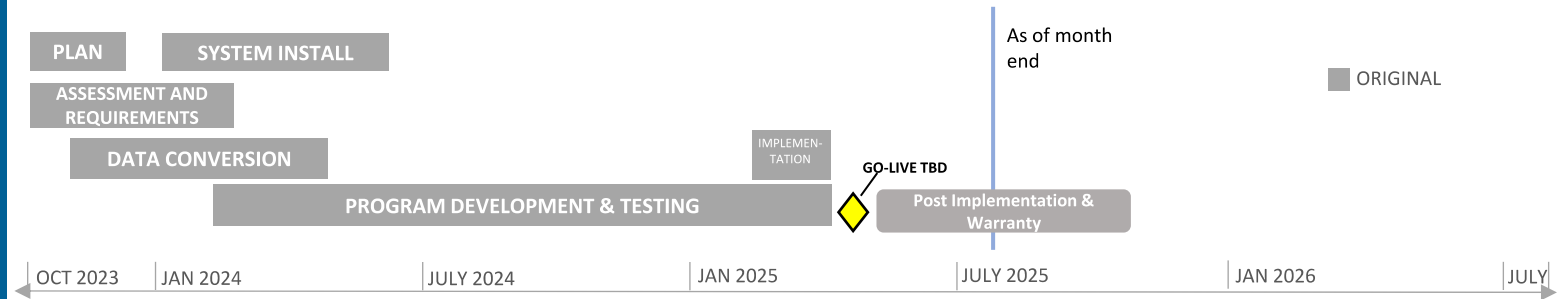 PLAN
SYSTEM INSTALL
As of month
end
ORIGINAL
ASSESSMENT AND
REQUIREMENTS
DATA CONVERSION
IMPLEMEN-
TATION
GO-LIVE TBD
PROGRAM DEVELOPMENT & TESTING
Post Implementation &
Warranty
OCT 2023
JAN 2024
JULY 2024
JAN 2025
JULY 2025
JAN 2026
JULY